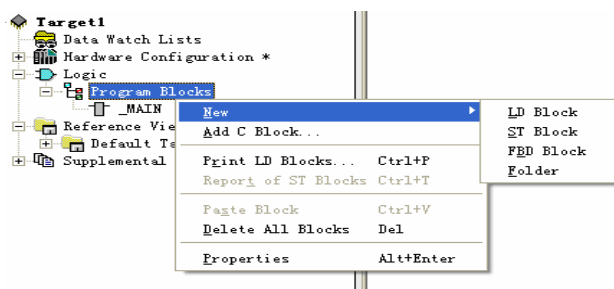 Target1
Data Watch Lists
Hardware Configuration *
Logic
Program Blocks
_MAIN
Reference Vie
Default Ta
Supplemental
New
Add C Block...
Print LD Blocks... Ctrl+P
Report of ST Blocks Ctrl+T
Paste Block Ctrl+V
Delete All Blocks Del
Properties Alt+Enter
LD Block
ST Block
FBD Block
Folder